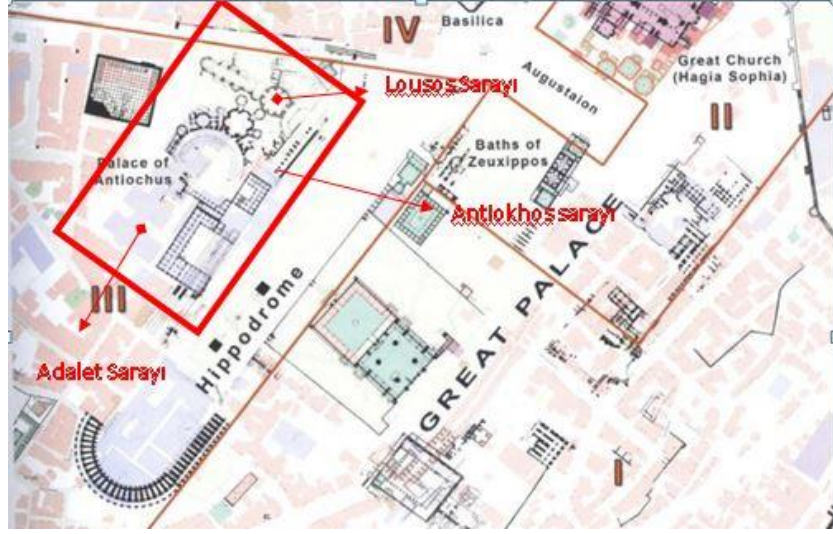 IV
Basilica
Great Church
(Hagia Sophia)
Lousos Sarayı
Augustaion
II
Baths of
Zeuxippos
Palace of
Antiochus
Antiokhos sarayı
III
Hippodrome
GREAT PALACE
Adalet Sarayı
I